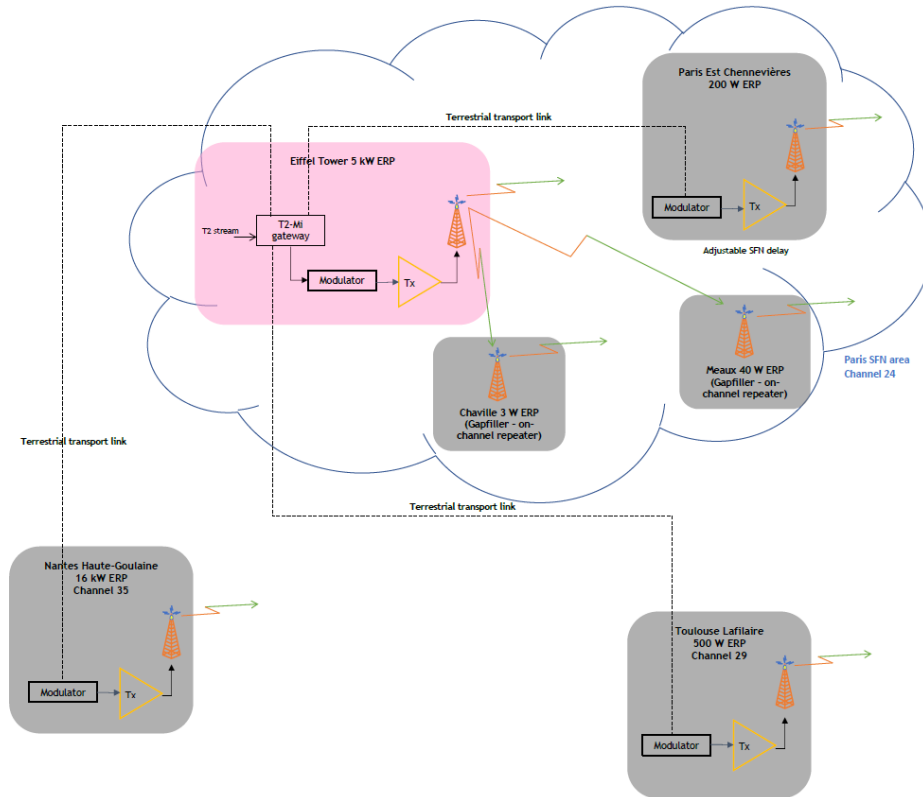 Paris Est Chennevières
200 W ERP
Terrestrial transport link
Eiffel Tower 5 kW ERP
T2 stream
T2-MI
gateway
Modulator
Tx
Modulator
Tx
Adjustable SFN delay
Chaville 3 W ERP
(Gapfiller - on-
channel repeater)
Meaux 40 W ERP
(Gapfiller - on-
channel repeater)
Paris SFN area
Channel 24
Terrestrial transport link
Terrestrial transport link
Nantes Haute-Goulaine
16 kW ERP
Channel 35
Modulator
Tx
Toulouse Lafilaire
500 W ERP
Channel 29
Modulator
Tx